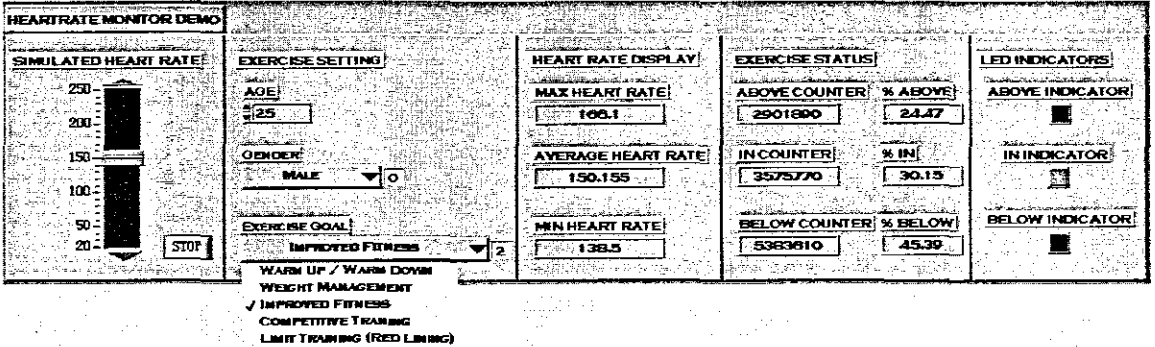 HEARTRATE MONITOR DEMO
SIMULATED HEART RATE
250
200
150
100
50
20
STOP
EXERCISE SETTING
AGE
25
GENDER
MALE 0
EXERCISE GOAL
IMPROVED FITNESS 2
WARM UP / WARM DOWN
WEIGHT MANAGEMENT
✓ IMPROVED FITNESS
COMPETITIVE TRAINING
LIMIT TRAINING (RED LINING)
HEART RATE DISPLAY
MAX HEART RATE
AVERAGE HEART RATE
150.155
MIN HEART RATE
138.5
EXERCISE STATUS
ABOVE COUNTER % ABOVE
2901890 24.47
IN COUNTER % IN
3575770 30.15
BELOW COUNTER % BELOW
5383610 45.39
LED INDICATORS
ABOVE INDICATOR
IN INDICATOR
BELOW INDICATOR